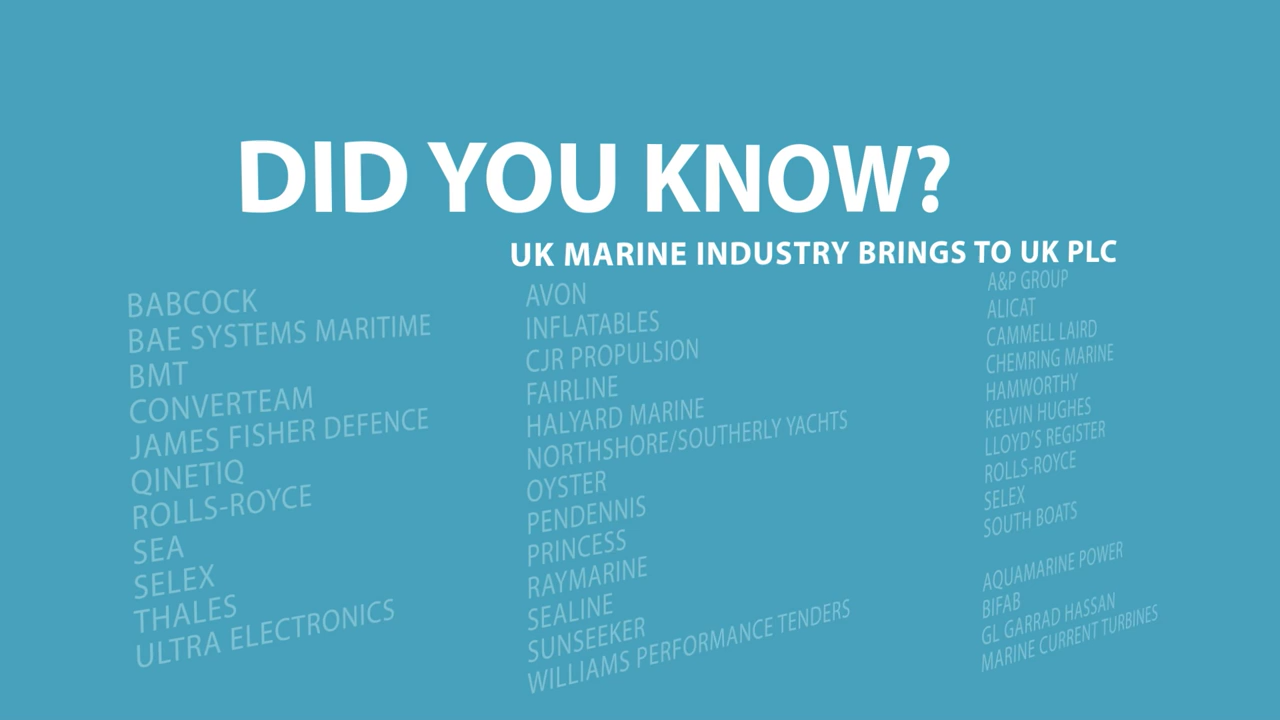 DID YOU KNOW?
UK MARINE INDUSTRY BRINGS TO UK PLC
BABCOCK
BAE SYSTEMS MARITIME
BMT
CONVERTEAM
JAMES FISHER DEFENCE
QINETIQ
ROLLS-ROYCE
SEA
SELEX
THALES
ULTRA ELECTRONICS
AVON
INFLATABLES
CJR PROPULSION
FAIRLINE
HALYARD MARINE
NORTHSHORE/SOUTHERLY YACHTS
OYSTER
PENDENNIS
PRINCESS
RAYMARINE
SEALINE
SUNSEEKER
WILLIAMS PERFORMANCE TENDERS
A&P GROUP
ALICAT
CAMMELL LAIRD
CHEMRING MARINE
HAMWORTHY
KELVIN HUGHES
LLOYD'S REGISTER
ROLLS-ROYCE
SELEX
SOUTH BOATS
AQUAMARINE POWER
BIFAB
GL GARRAD HASSAN
MARINE CURRENT TURBINES